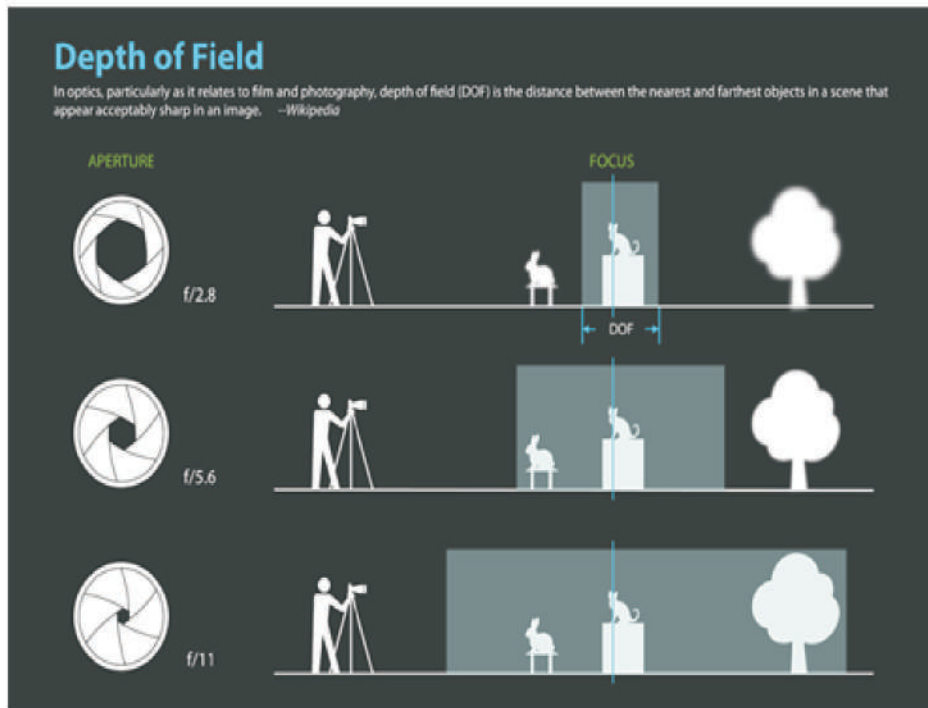 Depth of Field
In optics, particularly as it relates to film and photography, depth of field (DOF) is the distance between the nearest and farthest objects in a scene that
appear acceptably sharp in an image. --Wikipedia
APERTURE FOCUS
f/2.8
DOF
f/5.6
f/11